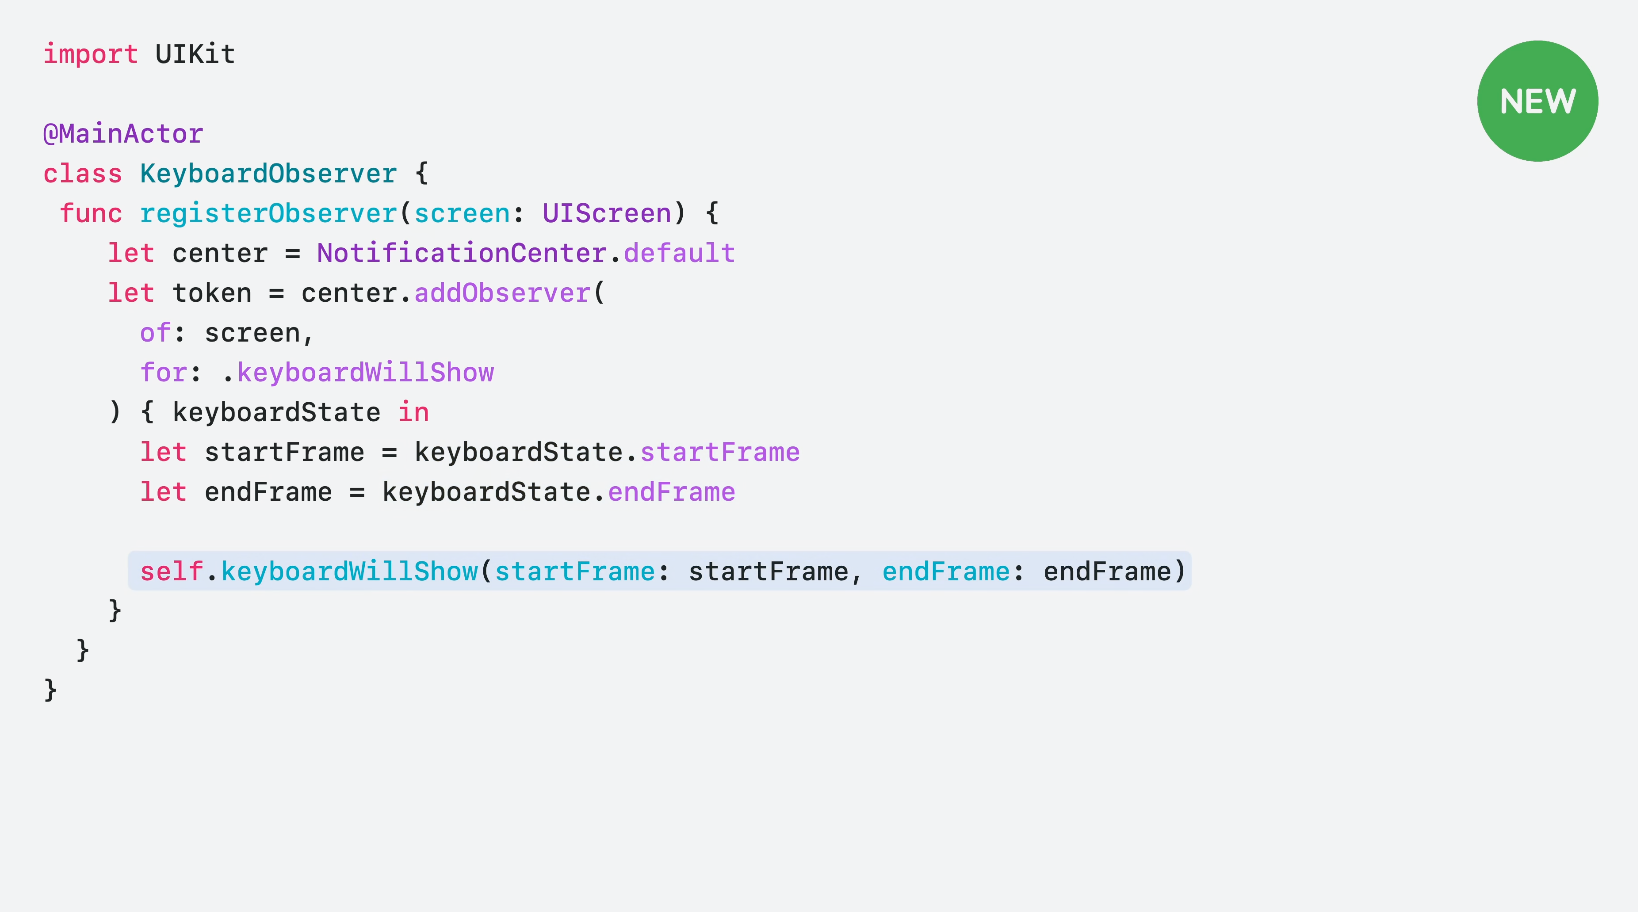 import UIKit
NEW
@MainActor
class KeyboardObserver {
 func registerObserver(screen: UIScreen) {
    let center = NotificationCenter.default
    let token = center.addObserver(
      of: screen,
      for: .keyboardWillShow
    ) { keyboardState in
      let startFrame = keyboardState.startFrame
      let endFrame = keyboardState.endFrame
      self.keyboardWillShow(startFrame: startFrame, endFrame: endFrame)
    }
  }
}